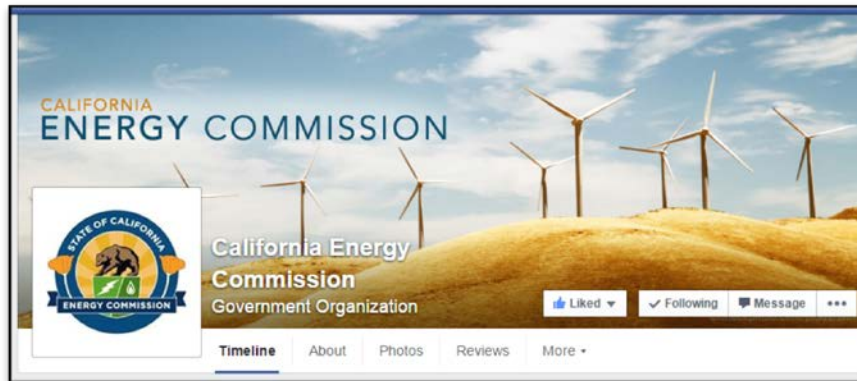 CALIFORNIA
ENERGY COMMISSION
STATE OF CALIFORNIA
ENERGY COMMISSION
California Energy
Commission
Government Organization
Liked
Following
Message
Timeline
About
Photos
Reviews
More